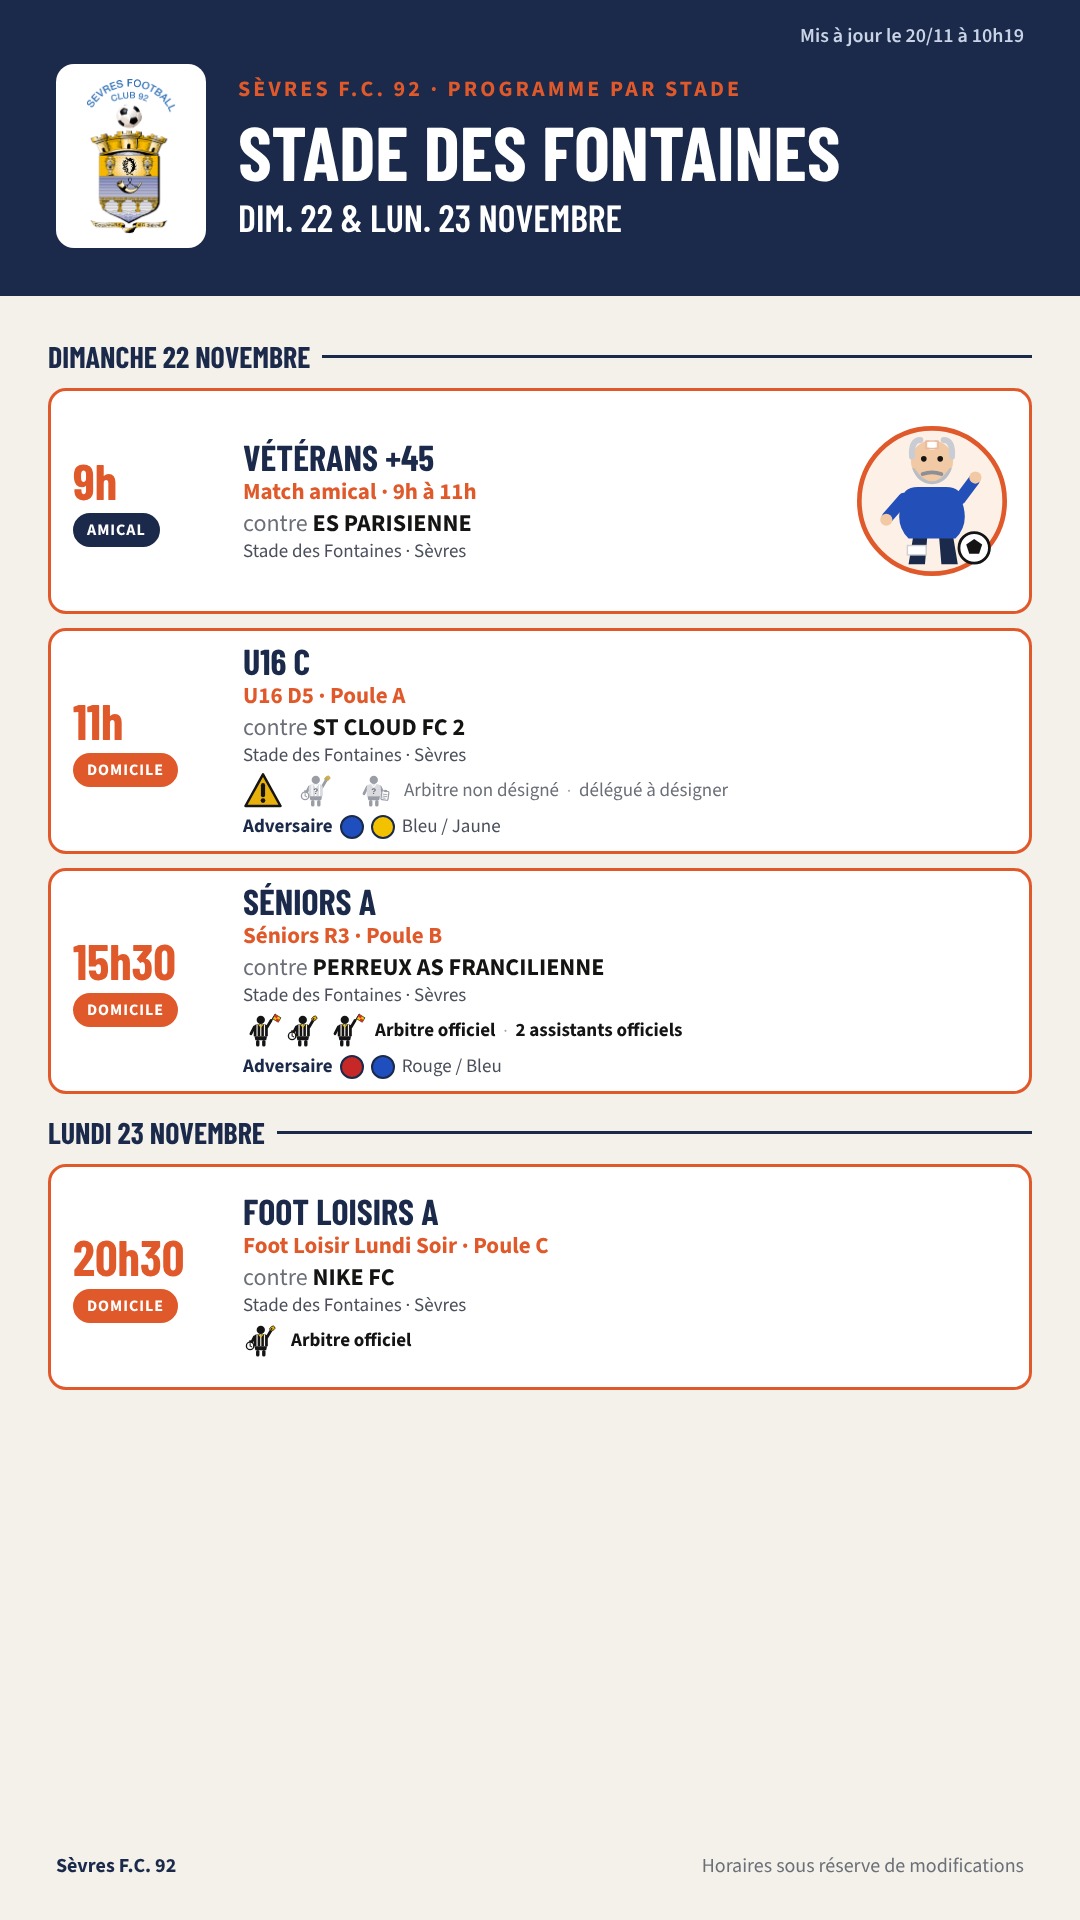 Mis à jour le 20/11 à 10h19
SEVRES FOOTBALL
CLUB 92
SÈVRES F.C. 92 · PROGRAMME PAR STADE
STADE DES FONTAINES
DIM. 22 & LUN. 23 NOVEMBRE
DIMANCHE 22 NOVEMBRE
9h
AMICAL
VÉTÉRANS +45
Match amical · 9h à 11h
contre ES PARISIENNE
Stade des Fontaines · Sèvres
11h
DOMICILE
U16 C
U16 D5 · Poule A
contre ST CLOUD FC 2
Stade des Fontaines · Sèvres
Arbitre non désigné · délégué à désigner
Adversaire Bleu / Jaune
15h30
DOMICILE
SÉNIORS A
Séniors R3 · Poule B
contre PERREUX AS FRANCILIENNE
Stade des Fontaines · Sèvres
Arbitre officiel · 2 assistants officiels
Adversaire Rouge / Bleu
LUNDI 23 NOVEMBRE
20h30
DOMICILE
FOOT LOISIRS A
Foot Loisir Lundi Soir · Poule C
contre NIKE FC
Stade des Fontaines · Sèvres
Arbitre officiel
Sèvres F.C. 92
Horaires sous réserve de modifications